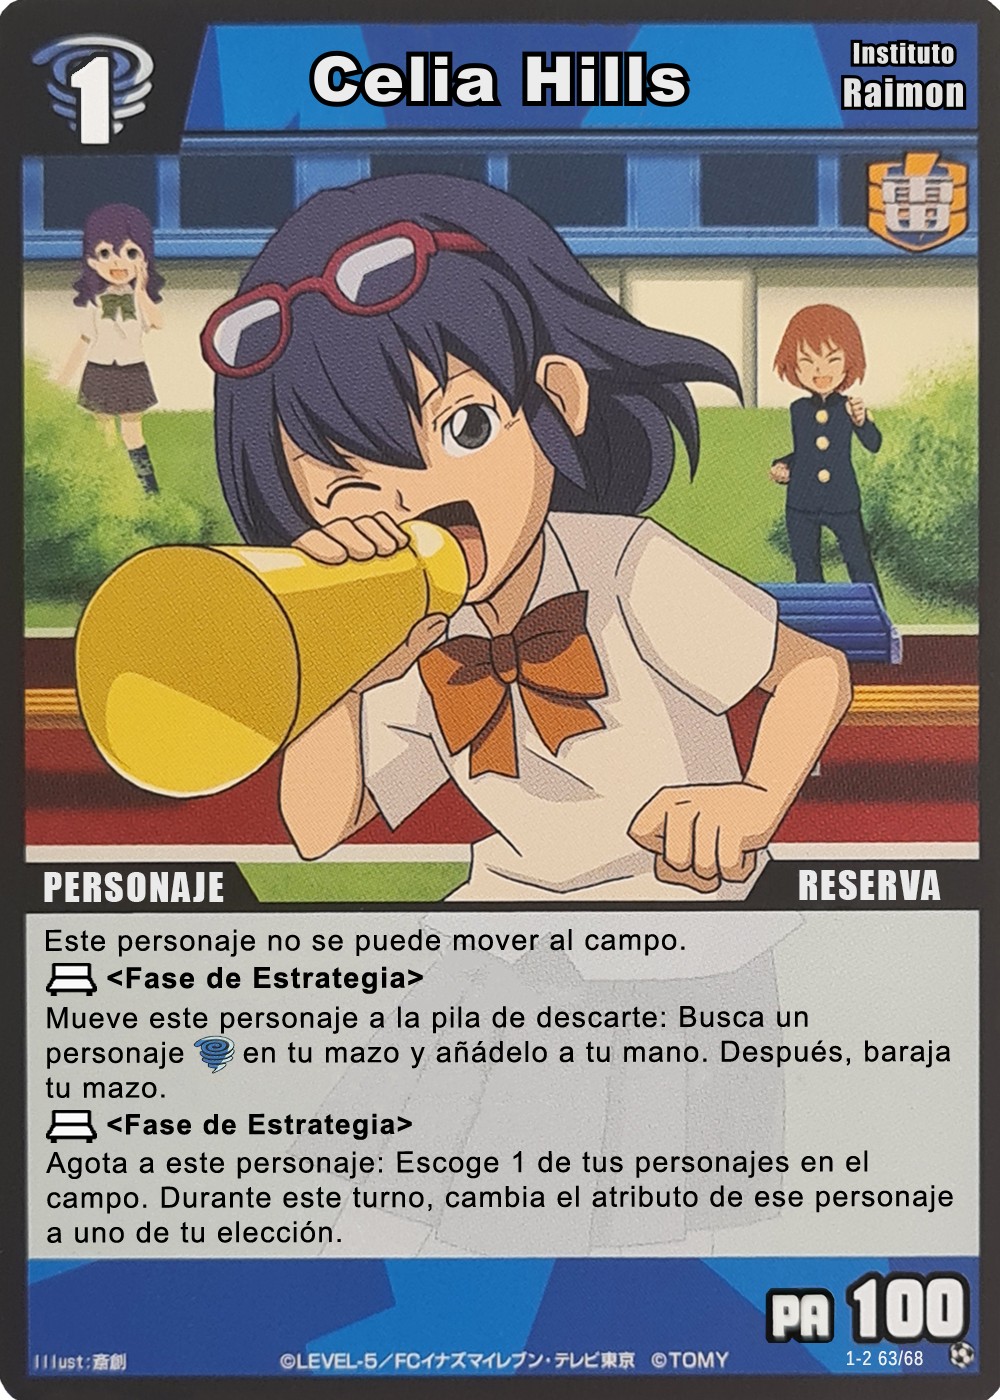 1
Celia Hills
Instituto
Raimon
雷
PERSONAJE
RESERVA
Este personaje no se puede mover al campo.
<Fase de Estrategia>
Mueve este personaje a la pila de descarte: Busca un
personaje en tu mazo y añádelo a tu mano. Después, baraja
tu mazo.
<Fase de Estrategia>
Agota a este personaje: Escoge 1 de tus personajes en el
campo. Durante este turno, cambia el atributo de ese personaje
a uno de tu elección.
PA 100
Illust:斎創
©LEVEL-5/FCイナズマイレブン・テレビ東京 ©TOMY
1-2 63/68